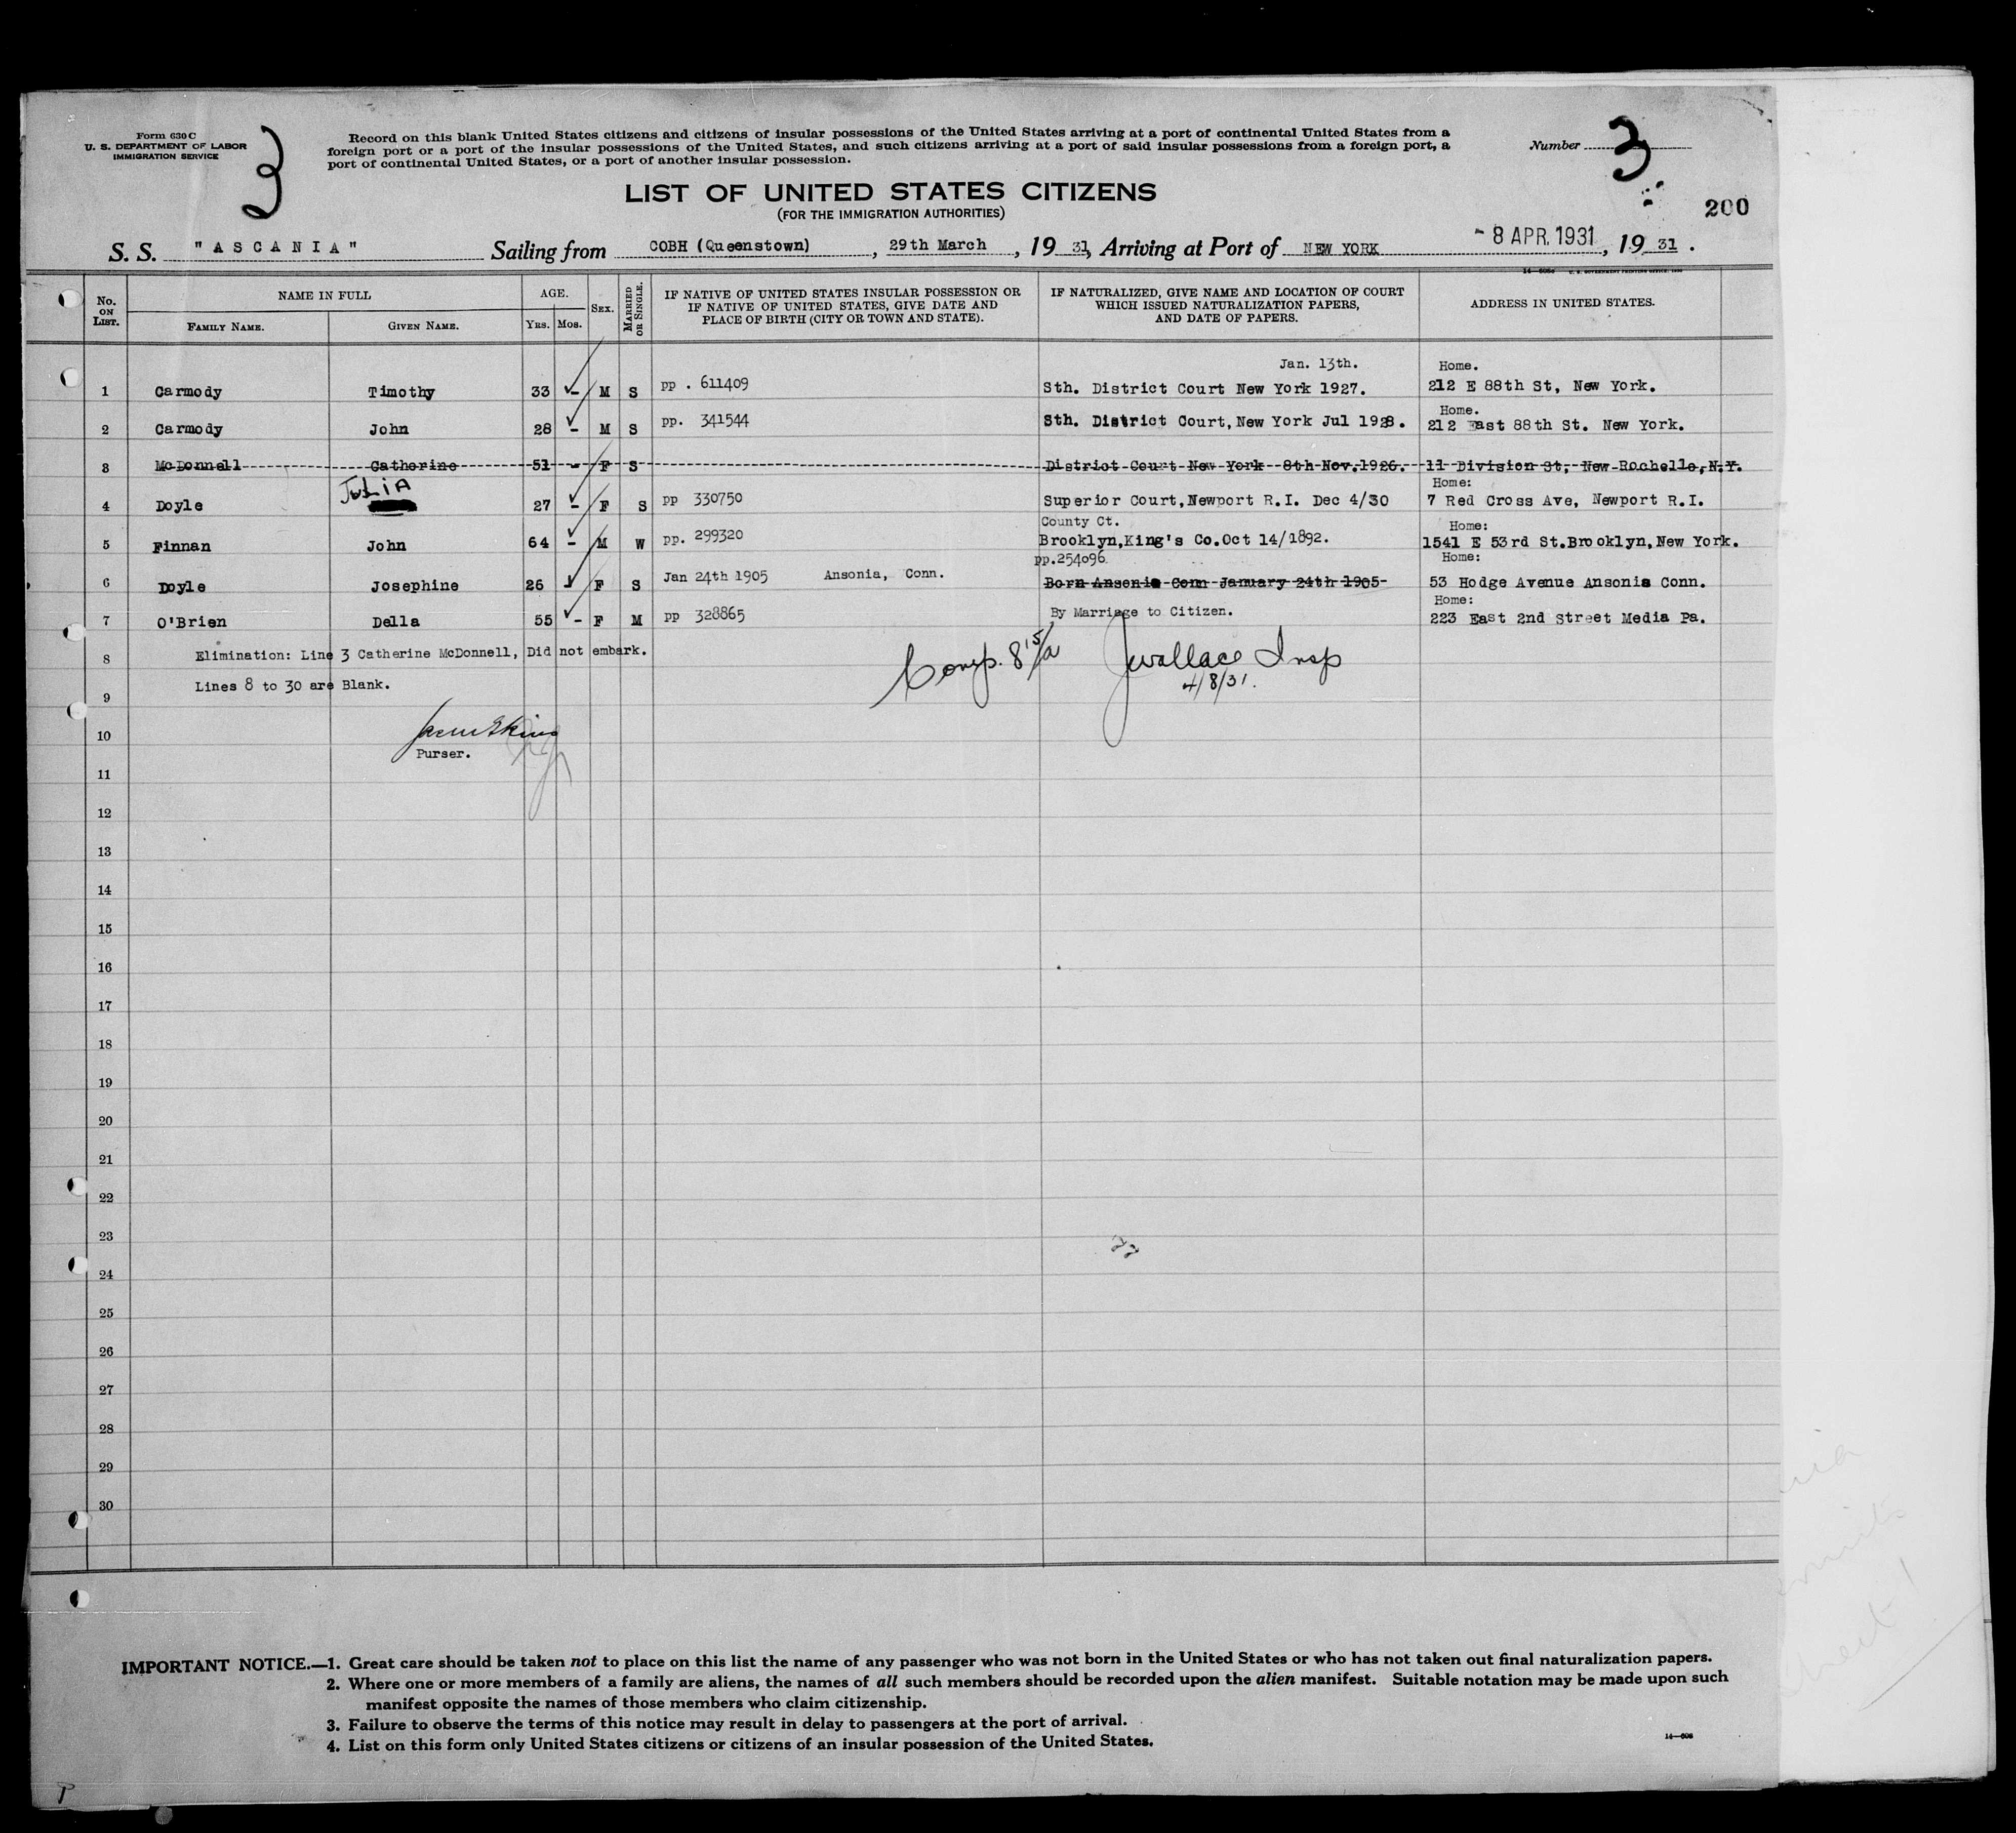 Form 630 C
U. S. DEPARTMENT OF LABOR
IMMIGRATION SERVICE
3
Record on this blank United States citizens and citizens of insular possessions of the United States arriving at a port of continental United States from a
foreign port or a port of the insular possessions of the United States, and such citizens arriving at a port of said insular possessions from a foreign port, a
port of continental United States, or a port of another insular possession.
Number 3
LIST OF UNITED STATES CITIZENS
(FOR THE IMMIGRATION AUTHORITIES)
200
S. S. "ASCANIA" Sailing from COBH (Queenstown), 29th March, 1931, Arriving at Port of NEW YORK - 8 APR. 1931, 1931.
No. ON LIST. NAME IN FULL FAMILY NAME. GIVEN NAME. AGE. YRS. MOS. SEX. MARRIED OR SINGLE. IF NATIVE OF UNITED STATES INSULAR POSSESSION OR IF NATIVE OF UNITED STATES, GIVE DATE AND PLACE OF BIRTH (CITY OR TOWN AND STATE). IF NATURALIZED, GIVE NAME AND LOCATION OF COURT WHICH ISSUED NATURALIZATION PAPERS, AND DATE OF PAPERS. ADDRESS IN UNITED STATES.
Jan. 13th. Home.
1 Carmody Timothy 33 - M S pp . 611409 Sth. District Court New York 1927. 212 E 88th St, New York.
Home.
2 Carmody John 28 - M S pp. 341544 Sth. District Court, New York Jul 1928. 212 East 88th St. New York.
3 McDonnell Catherine 51 - F S District Court New York 8th Nov. 1926. 11 Division St, New Rochelle, N.Y.
JuLiA Home:
4 Doyle 27 - F S pp 330750 Superior Court, Newport R.I. Dec 4/30 7 Red Cross Ave, Newport R.I.
County Ct. Home:
5 Finnan John 64 - M W pp. 299320 Brooklyn, King's Co. Oct 14/1892. 1541 E 53rd St. Brooklyn, New York.
pp. 254096 Home:
6 Doyle Josephine 26 F S Jan 24th 1905 Ansonia, Conn. Born Ansonia Conn January 24th 1905- 53 Hodge Avenue Ansonia Conn.
Home:
7 O'Brien Della 55 - F M pp 328865 By Marriage to Citizen. 223 East 2nd Street Media Pa.
8 Elimination: Line 3 Catherine McDonnell, Did not embark.
Comp. 8 15/a J Wallace Insp
4/8/31.
9 Lines 8 to 30 are Blank.
10
Purser.
11
12
13
14
15
16
17
18
19
20
21
22
23
24
25
26
27
28
29
30
IMPORTANT NOTICE.—1. Great care should be taken not to place on this list the name of any passenger who was not born in the United States or who has not taken out final naturalization papers.
2. Where one or more members of a family are aliens, the names of all such members should be recorded upon the alien manifest. Suitable notation may be made upon such
manifest opposite the names of those members who claim citizenship.
3. Failure to observe the terms of this notice may result in delay to passengers at the port of arrival.
4. List on this form only United States citizens or citizens of an insular possession of the United States.